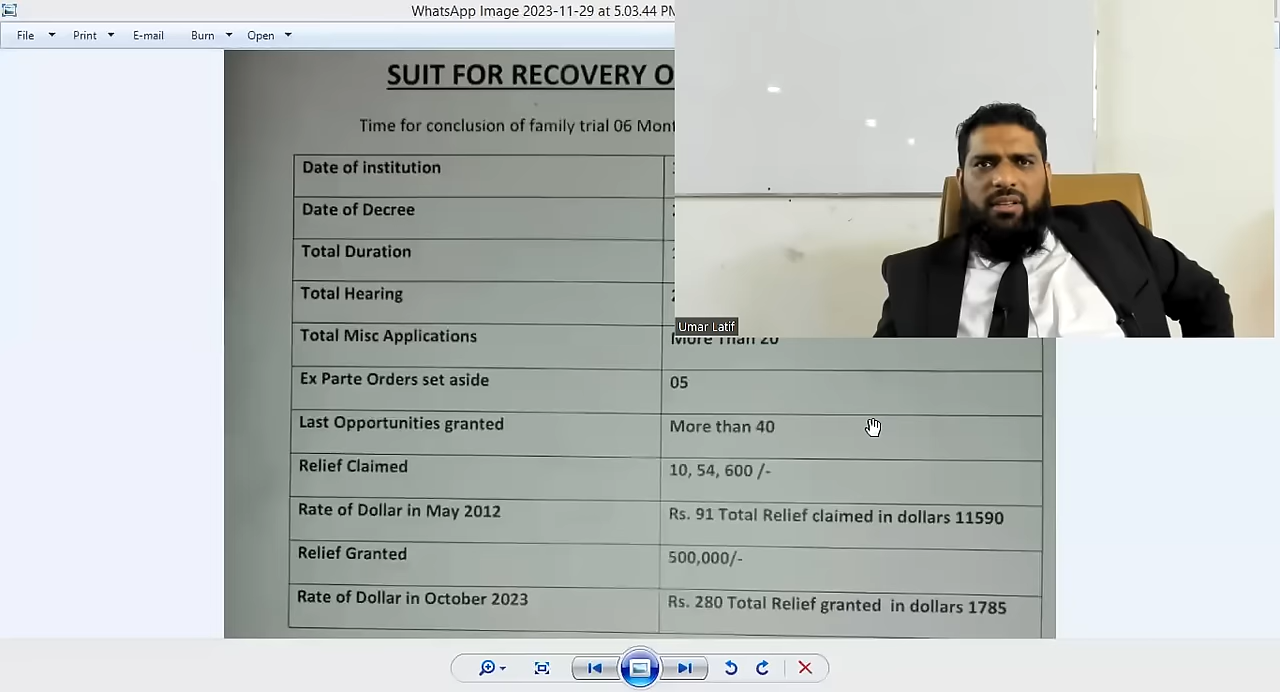 WhatsApp Image 2023-11-29 at 5.03.44 PM
File Print E-mail Burn Open
SUIT FOR RECOVERY O
Time for conclusion of family trial 06 Mont
Date of institution
Date of Decree
Total Duration
Total Hearing
Umar Latif
Total Misc Applications More Than 20
Ex Parte Orders set aside 05
Last Opportunities granted More than 40
Relief Claimed 10, 54, 600 /-
Rate of Dollar in May 2012 Rs. 91 Total Relief claimed in dollars 11590
Relief Granted 500,000/-
Rate of Dollar in October 2023 Rs. 280 Total Relief granted in dollars 1785